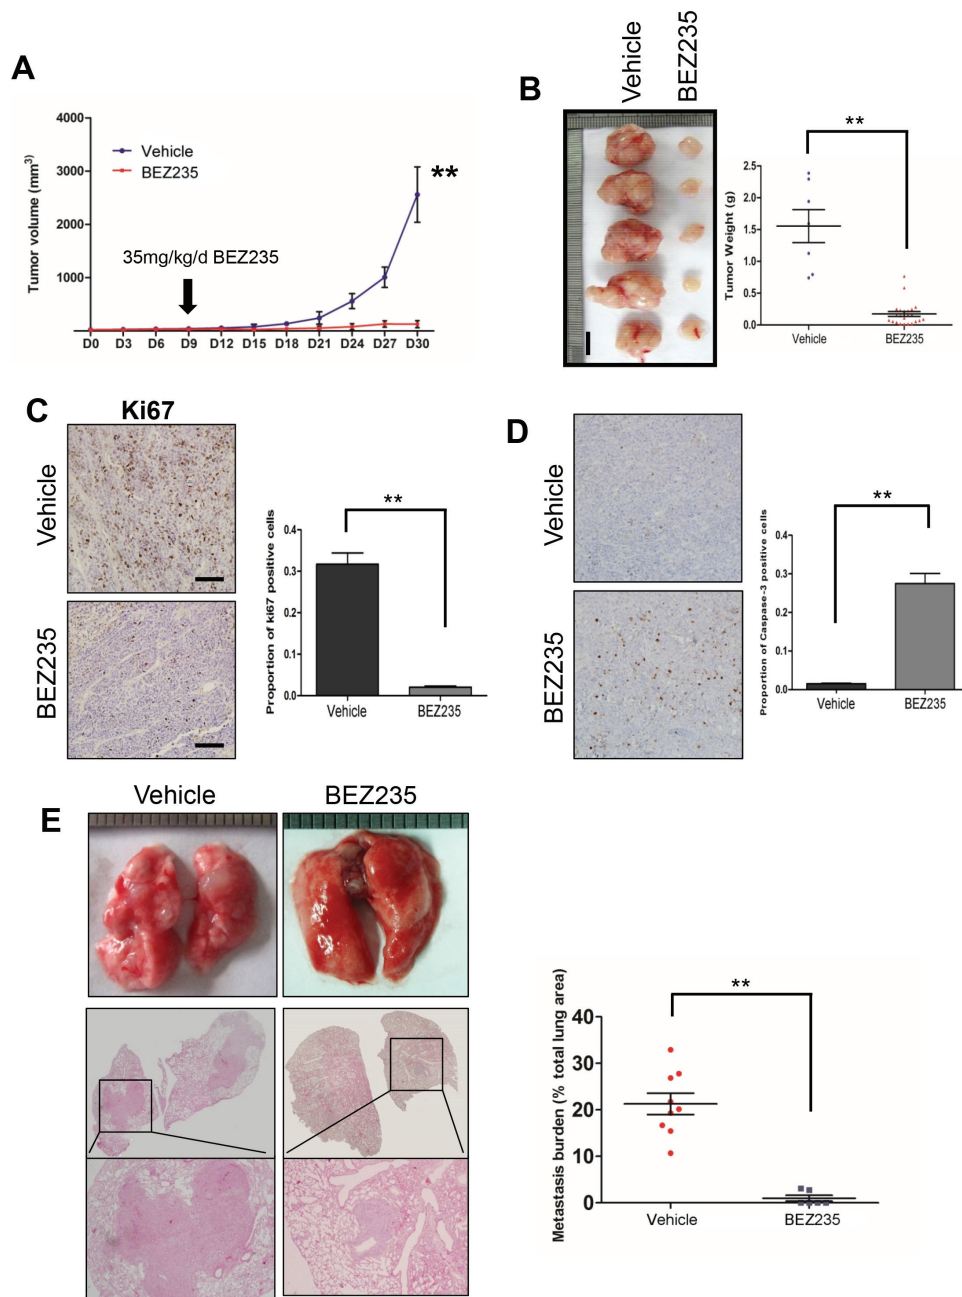 A
4000
3000
2000
1000
Tumor volume (mm3)
Vehicle
BEZ235
**
35mg/kg/d BEZ235
D0 D3 D6 D9 D12 D15 D18 D21 D24 D27 D30
B
Vehicle
BEZ235
**
Tumor Weight (g)
2.5
2.0
1.5
1.0
0.5
0.0
Vehicle BEZ235
C
Ki67
Vehicle
BEZ235
**
Proportion of ki67 positive cells
0.4
0.3
0.2
0.1
0.0
Vehicle BEZ235
D
Vehicle
BEZ235
**
Proportion of Caspase-3 positive cells
0.4
0.3
0.2
0.1
0.0
Vehicle BEZ235
E
Vehicle BEZ235
**
Metastasis burden (% total lung area)
40
30
20
10
0
Vehicle BEZ235